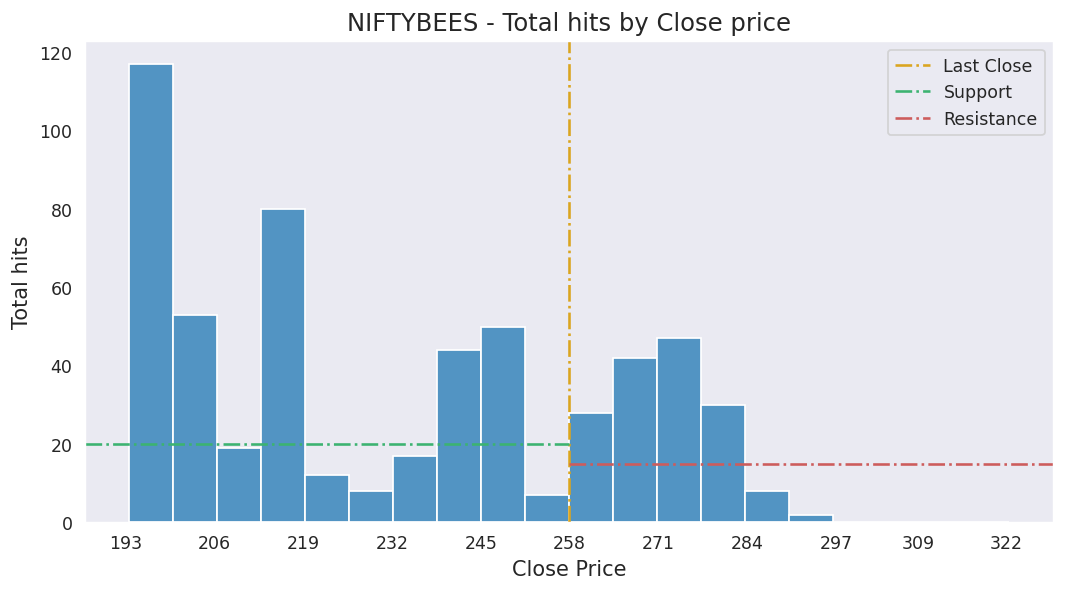 NIFTYBEES - Total hits by Close price
Last Close
Support
Resistance
Total hits
120
100
80
60
40
20
0
193 206 219 232 245 258 271 284 297 309 322
Close Price